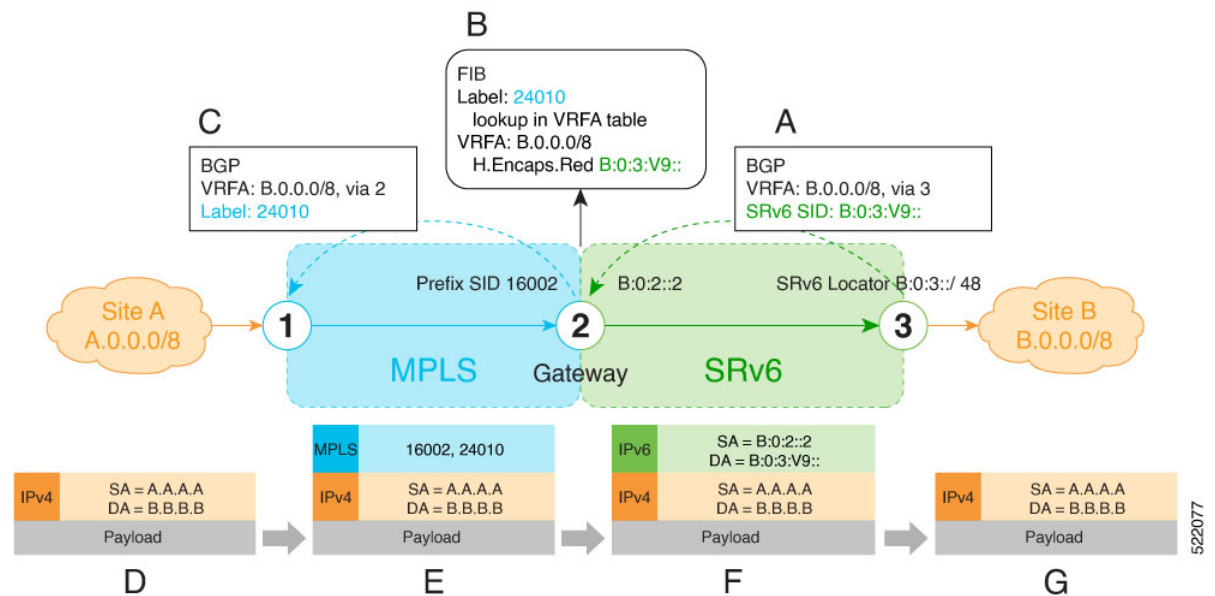 B
FIB
Label: 24010
lookup in VRFA table
VRFA: B.0.0.0/8
H.Encaps.Red B:0:3:V9::
C
BGP
VRFA: B.0.0.0/8, via 2
Label: 24010
A
BGP
VRFA: B.0.0.0/8, via 3
SRv6 SID: B:0:3:V9::
Prefix SID 16002
B:0:2::2
SRv6 Locator B:0:3::/ 48
Site A
A.0.0.0/8
1
2
3
Site B
B.0.0.0/8
MPLS
Gateway
SRv6
IPv4
SA = A.A.A.A
DA = B.B.B.B
Payload
D
MPLS
16002, 24010
IPv4
SA = A.A.A.A
DA = B.B.B.B
Payload
E
IPv6
SA = B:0:2::2
DA = B:0:3:V9::
IPv4
SA = A.A.A.A
DA = B.B.B.B
Payload
F
IPv4
SA = A.A.A.A
DA = B.B.B.B
Payload
G
522077